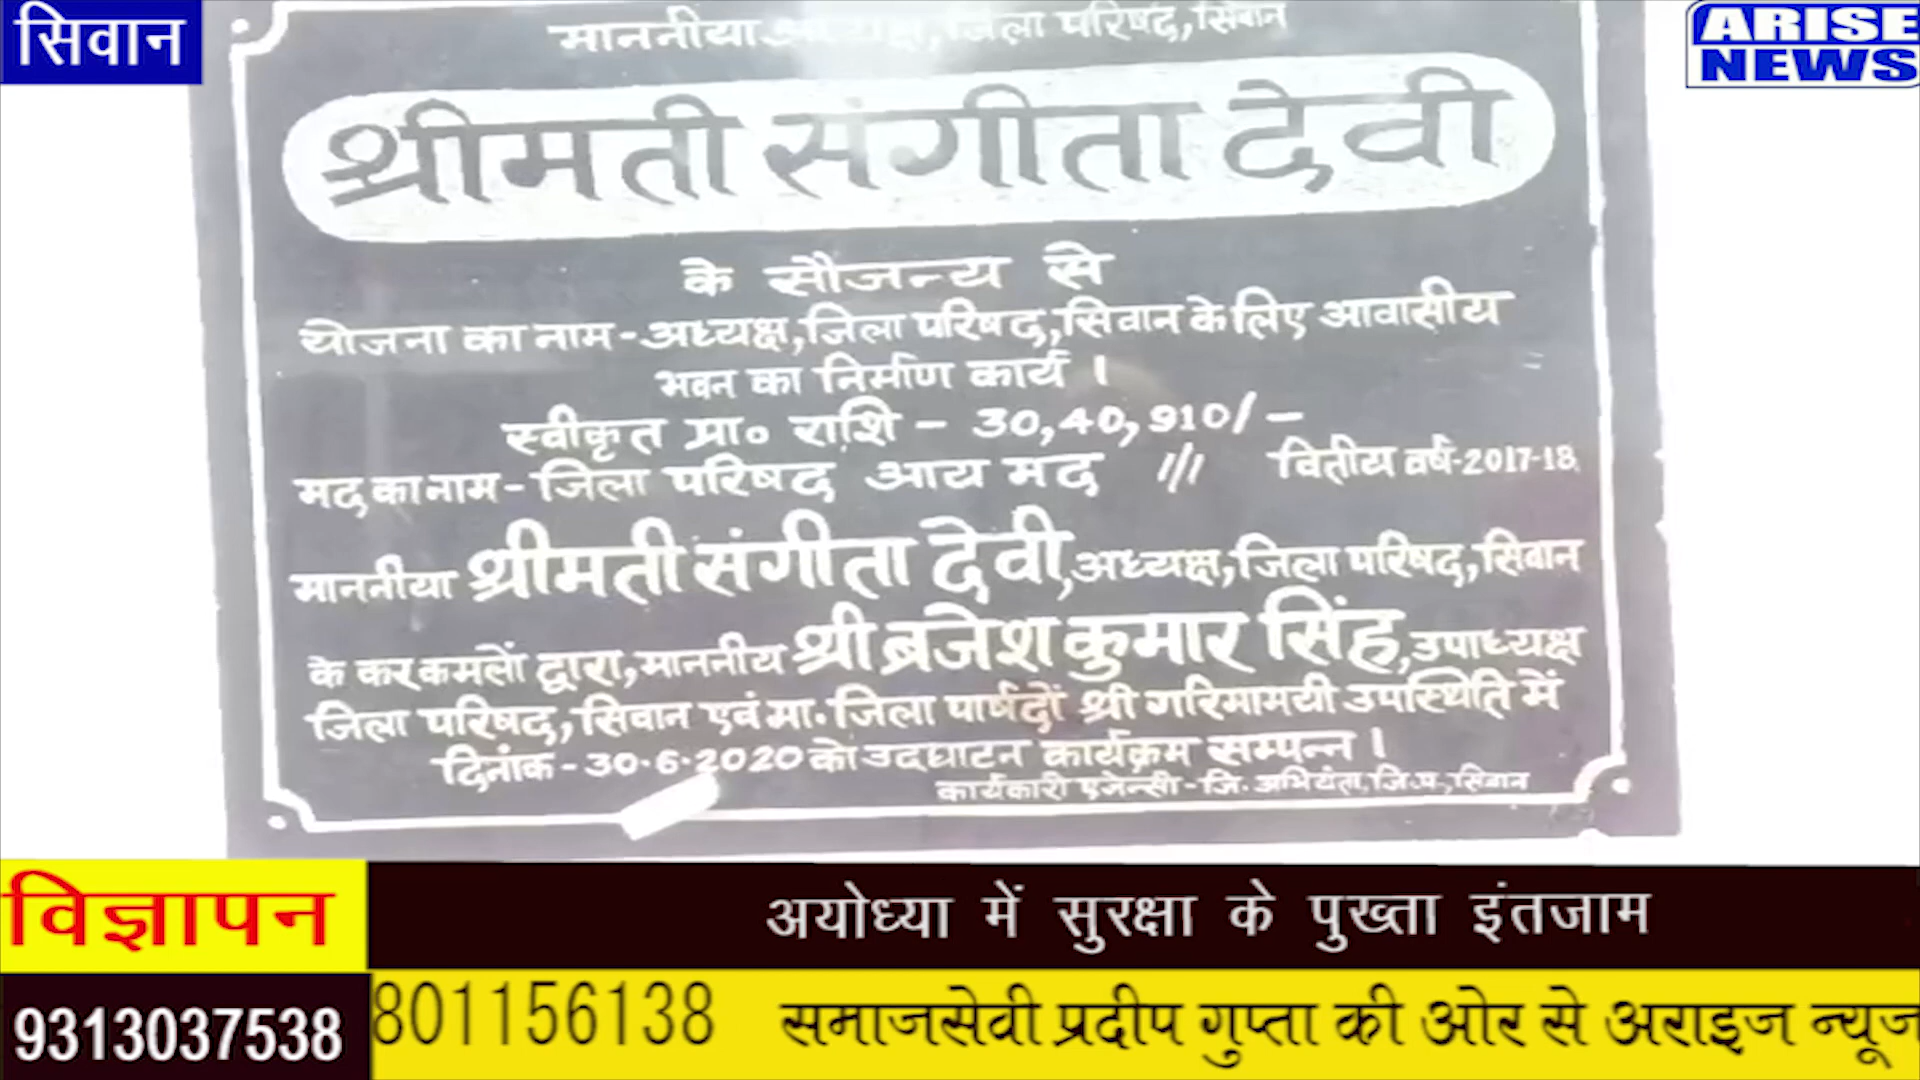 सिवान
ARISE
NEWS
माननीया अध्यक्ष, जिला परिषद, सिवान
श्रीमती संगीता देवी
के सौजन्य से
योजना का नाम - अध्यक्ष, जिला परिषद, सिवान के लिए आवासीय
भवन का निर्माण कार्य ।
स्वीकृत प्रा० राशि - 30,40,910/-
मद का नाम - जिला परिषद आय मद /// वितीय वर्ष-2017-18
माननीया श्रीमती संगीता देवी, अध्यक्ष, जिला परिषद, सिवान
के कर कमलों द्वारा, माननीय श्री ब्रजेश कुमार सिंह, उपाध्यक्ष
जिला परिषद, सिवान एवं मा. जिला पार्षदों श्री गरिमामयी उपस्थिति में
दिनांक - 30.6.2020 को उदघाटन कार्यक्रम सम्पन्न ।
कार्यकारी एजेन्सी - जि. अभियंता, जि.प., सिवान
विज्ञापन
अयोध्या में सुरक्षा के पुख्ता इंतजाम
9313037538
801156138 समाजसेवी प्रदीप गुप्ता की ओर से अराइज न्यूज